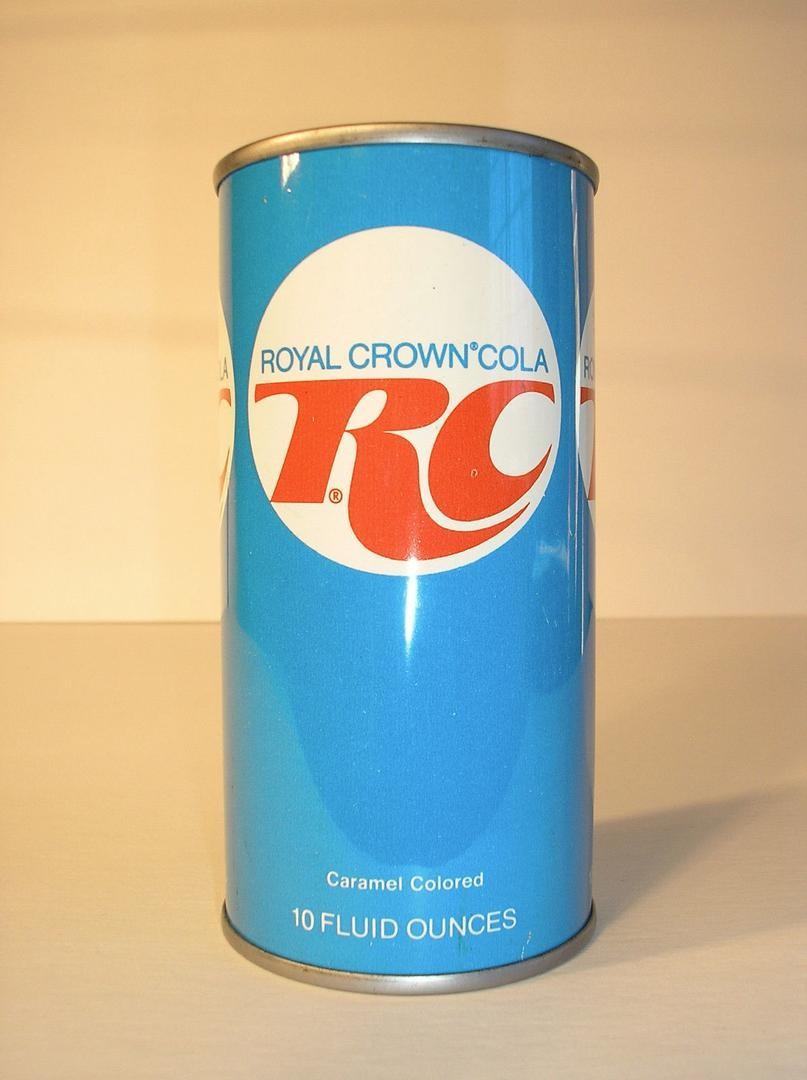 ROYAL CROWN®COLA
RC®
Caramel Colored
10 FLUID OUNCES